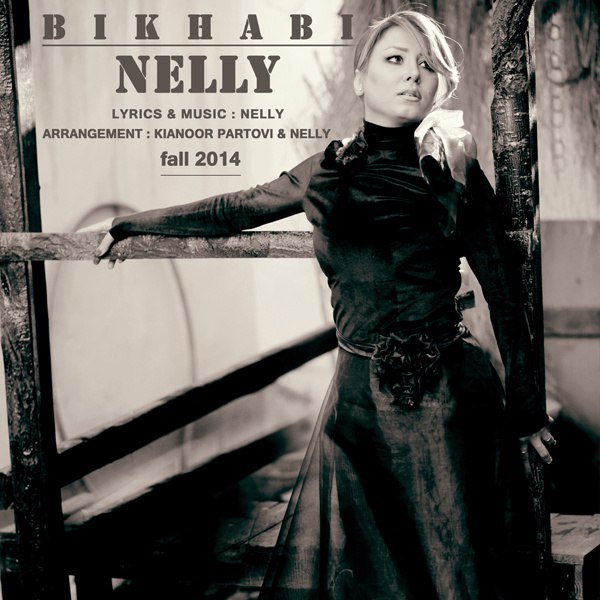 BIKHABI
NELLY
LYRICS & MUSIC : NELLY
ARRANGEMENT : KIANOOR PARTOVI & NELLY
fall 2014